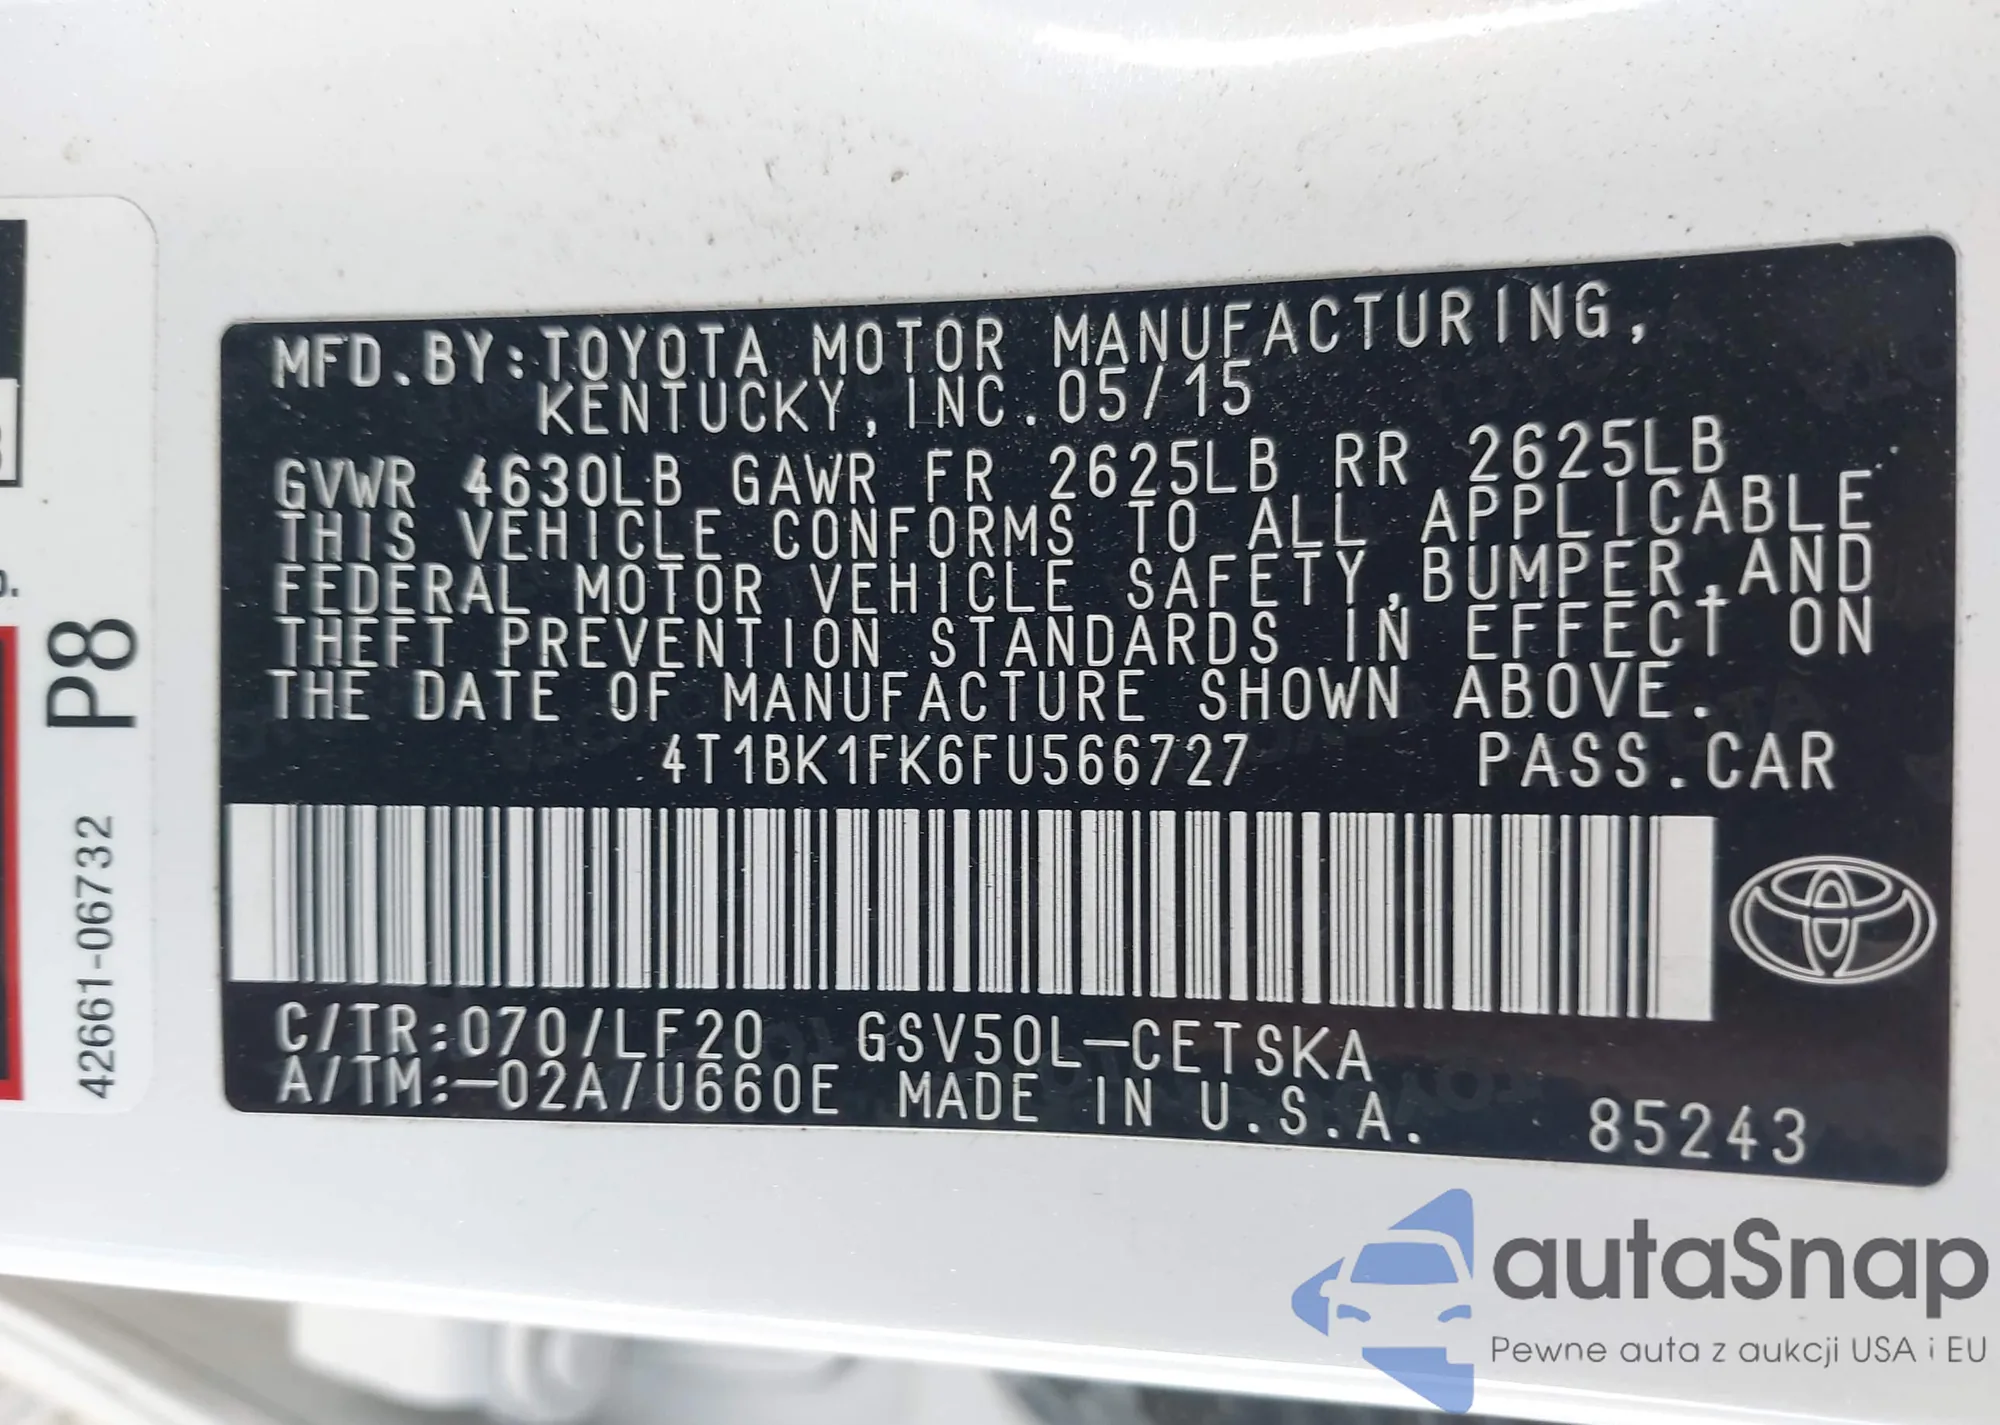 MFD.BY:TOYOTA MOTOR MANUFACTURING,
KENTUCKY, INC.05/15
GVWR 4630LB GAWR FR 2625LB RR 2625LB
THIS VEHICLE CONFORMS TO ALL APPLICABLE
FEDERAL MOTOR VEHICLE SAFETY,BUMPER,AND
THEFT PREVENTION STANDARDS IN EFFECT ON
THE DATE OF MANUFACTURE SHOWN ABOVE.
4T1BK1FK6FU566727 PASS.CAR
C/TR:070/LF20 GSV50L-CETSKA
A/TM:-02A/U660E MADE IN U.S.A. 85243
P8
42661-06732
autaSnap
Pewne auta z aukcji USA i EU